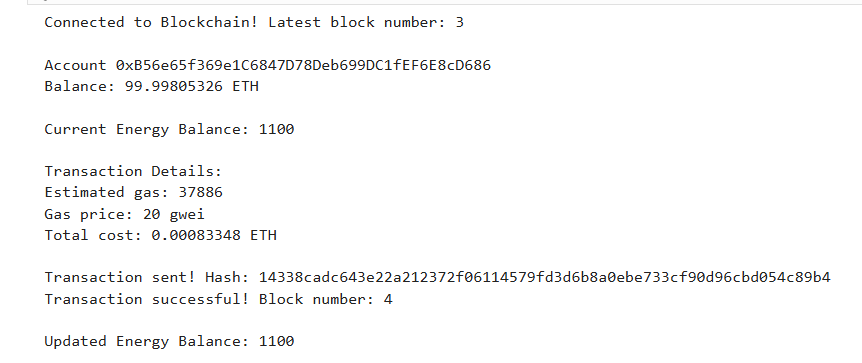 Connected to Blockchain! Latest block number: 3
Account 0xB56e65f369e1C6847D78Deb699DC1fEF6E8cD686
Balance: 99.99805326 ETH
Current Energy Balance: 1100
Transaction Details:
Estimated gas: 37886
Gas price: 20 gwei
Total cost: 0.00083348 ETH
Transaction sent! Hash: 14338cadc643e22a212372f06114579fd3d6b8a0ebe733cf90d96cbd054c89b4
Transaction successful! Block number: 4
Updated Energy Balance: 1100